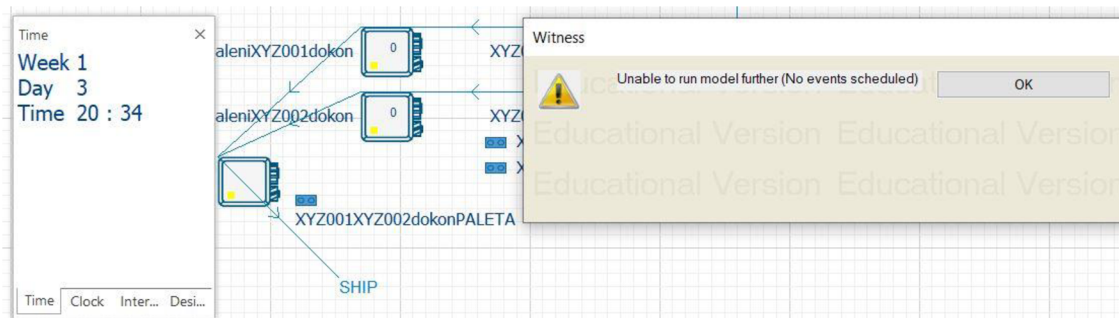 Time
Week 1
Day 3
Time 20 : 34
Time Clock Inter... Desi...
aleniXYZ001dokon
0
XYZ
aleniXYZ002dokon
0
XYZ
X
X
XYZ001XYZ002dokonPALETA
SHIP
Witness
Unable to run model further (No events scheduled)
OK
Educational Version Educational Version
Educational Version Educational Version